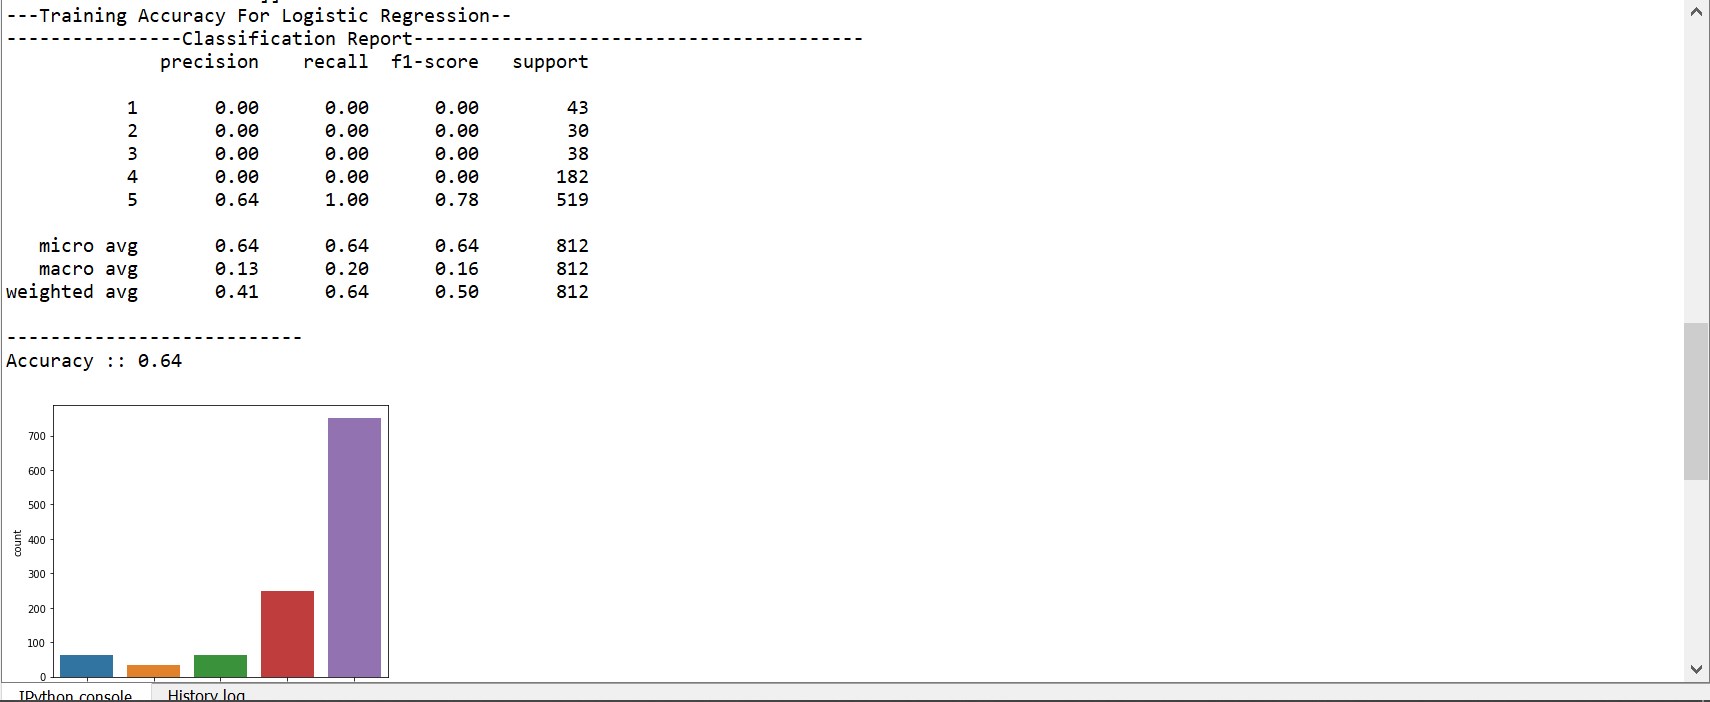 ---Training Accuracy For Logistic Regression--
----------------Classification Report-----------------------------------------
precision recall f1-score support
1 0.00 0.00 0.00 43
2 0.00 0.00 0.00 30
3 0.00 0.00 0.00 38
4 0.00 0.00 0.00 182
5 0.64 1.00 0.78 519
micro avg 0.64 0.64 0.64 812
macro avg 0.13 0.20 0.16 812
weighted avg 0.41 0.64 0.50 812
---------------------------
Accuracy :: 0.64
700
600
500
400
300
200
100
0
count
IPython console History log